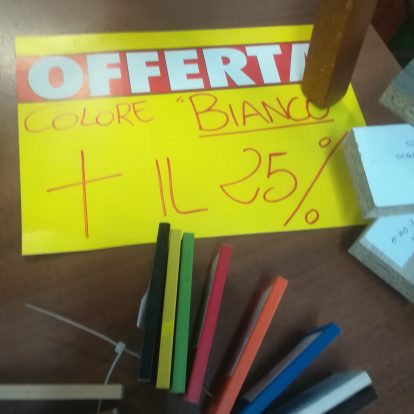 OFFERTA
COLORE "BIANCO"
+ IL 25%